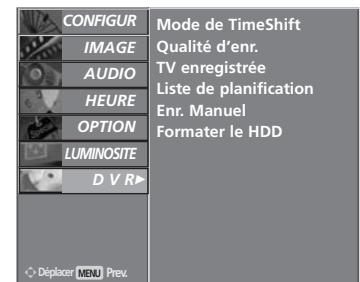 CONFIGUR
IMAGE
AUDIO
HEURE
OPTION
LUMINOSITE
D V R
Mode de TimeShift
Qualité d'enr.
TV enregistrée
Liste de planification
Enr. Manuel
Formater le HDD
Déplacer MENU Prev.